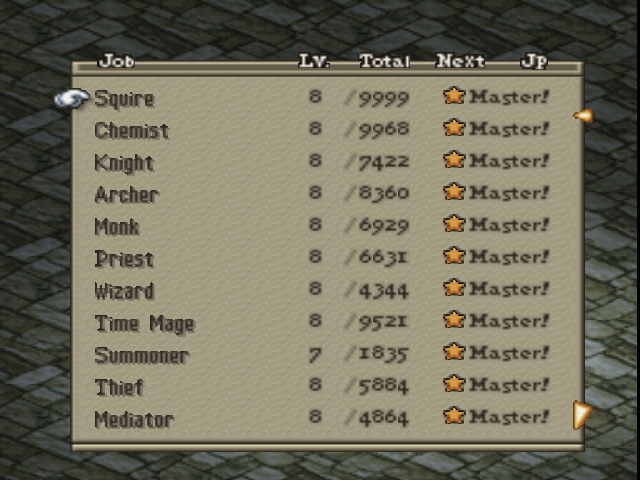 Job Lv. Total Next Jp
Squire 8 /9999 Master!
Chemist 8 /9968 Master!
Knight 8 /7422 Master!
Archer 8 /8360 Master!
Monk 8 /6929 Master!
Priest 8 /6631 Master!
Wizard 8 /4344 Master!
Time Mage 8 /9521 Master!
Summoner 7 /1835 Master!
Thief 8 /5884 Master!
Mediator 8 /4864 Master!